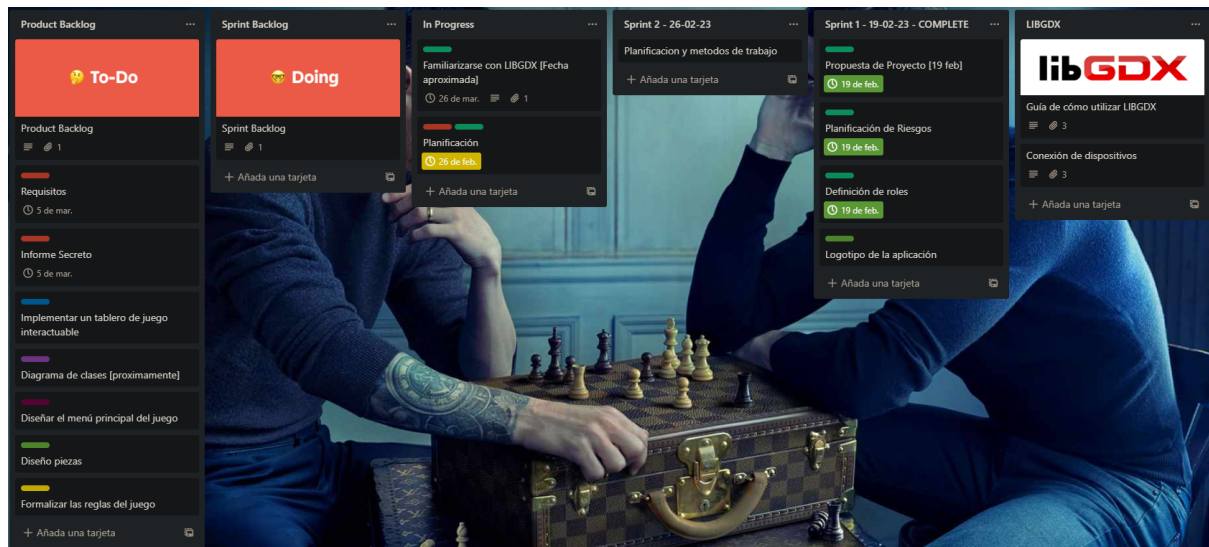 Product Backlog
To-Do
Product Backlog
1
Requisitos
5 de mar.
Informe Secreto
5 de mar.
Implementar un tablero de juego
interactuable
Diagrama de clases [proximamente]
Diseñar el menú principal del juego
Diseño piezas
Formalizar las reglas del juego
+ Añada una tarjeta
Sprint Backlog
Doing
Sprint Backlog
1
+ Añada una tarjeta
In Progress
Familiarizarse con LIBGDX [Fecha
aproximada]
26 de mar. 1
Planificación
26 de feb.
+ Añada una tarjeta
Sprint 2 - 26-02-23
Planificacion y metodos de trabajo
+ Añada una tarjeta
Sprint 1 - 19-02-23 - COMPLETE
Propuesta de Proyecto [19 feb]
19 de feb.
Planificación de Riesgos
19 de feb.
Definición de roles
19 de feb.
Logotipo de la aplicación
+ Añada una tarjeta
LIBGDX
libGDX
Guía de cómo utilizar LIBGDX
3
Conexión de dispositivos
3
+ Añada una tarjeta